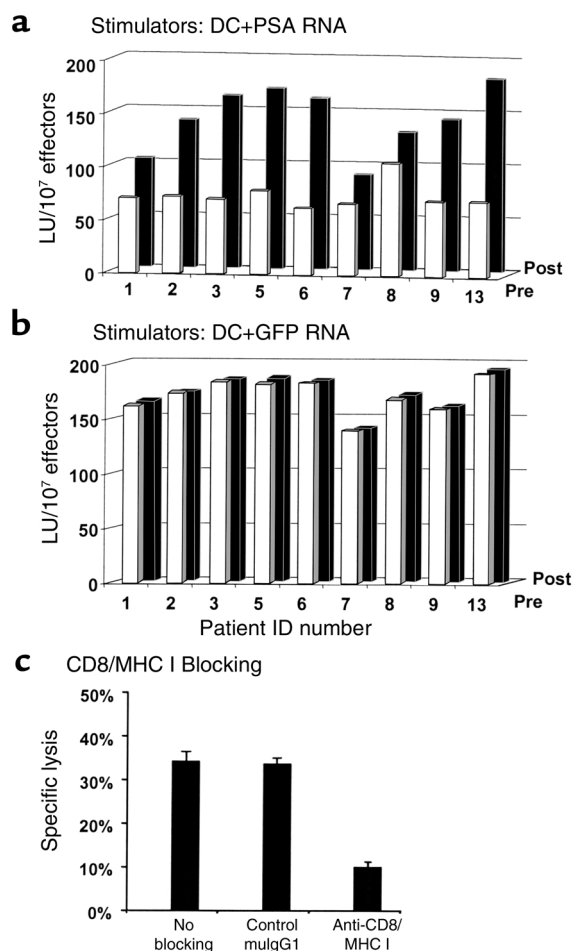 a
Stimulators: DC+PSA RNA
LU/10⁷ effectors
200
150
100
50
0
1 2 3 5 6 7 8 9 13
Post
Pre
b
Stimulators: DC+GFP RNA
LU/10⁷ effectors
200
150
100
50
0
1 2 3 5 6 7 8 9 13
Post
Pre
Patient ID number
c
CD8/MHC I Blocking
Specific lysis
50%
40%
30%
20%
10%
0%
No blocking
Control muIgG1
Anti-CD8/ MHC I